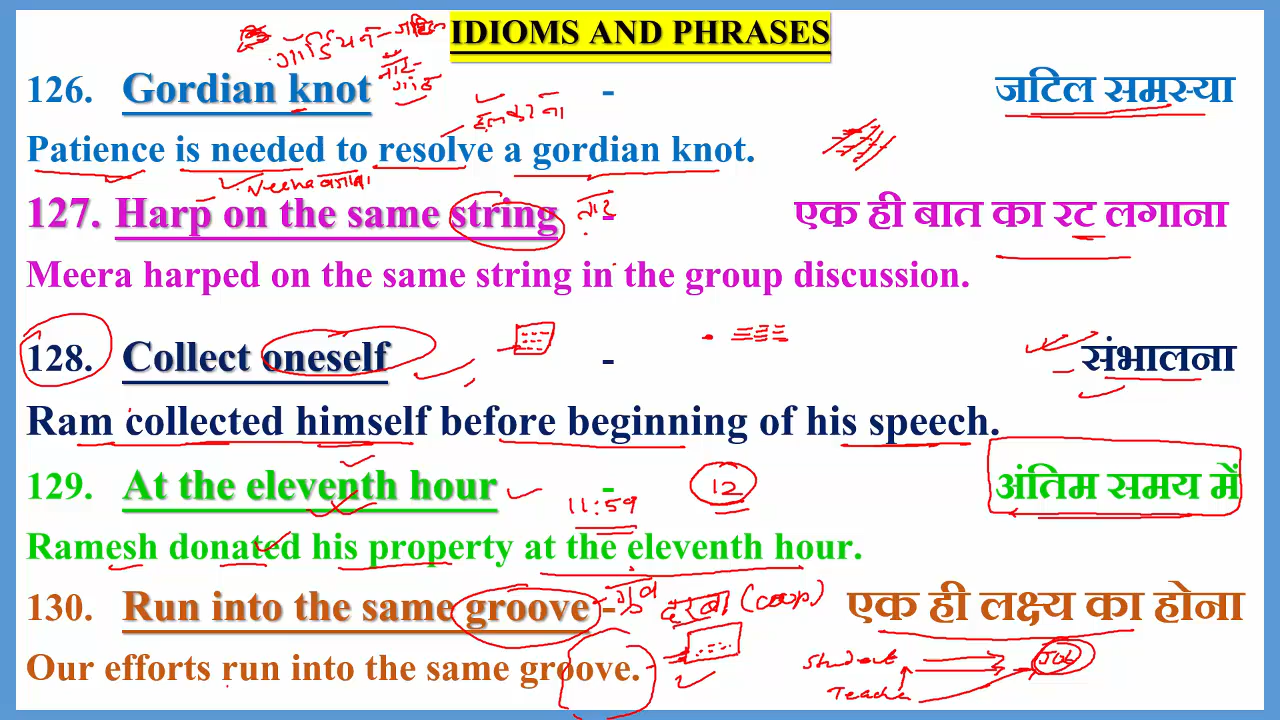 IDIOMS AND PHRASES
126. Gordian knot - जटिल समस्या
Patience is needed to resolve a gordian knot.
127. Harp on the same string - एक ही बात का रट लगाना
Meera harped on the same string in the group discussion.
128. Collect oneself - संभालना
Ram collected himself before beginning of his speech.
129. At the eleventh hour - 12 अंतिम समय में
11:59
Ramesh donated his property at the eleventh hour.
130. Run into the same groove - ग्रुव दरबा (coop) एक ही लक्ष्य का होना
Our efforts run into the same groove.
Student Job
Teacher